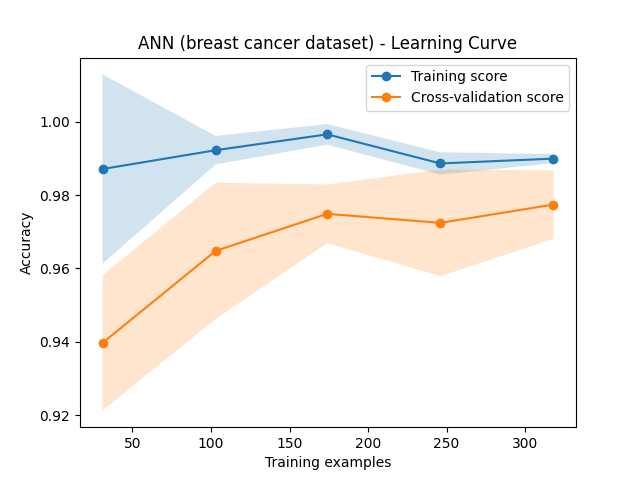 ANN (breast cancer dataset) - Learning Curve
Training score
Cross-validation score
1.00
0.98
0.96
0.94
0.92
Accuracy
50 100 150 200 250 300
Training examples